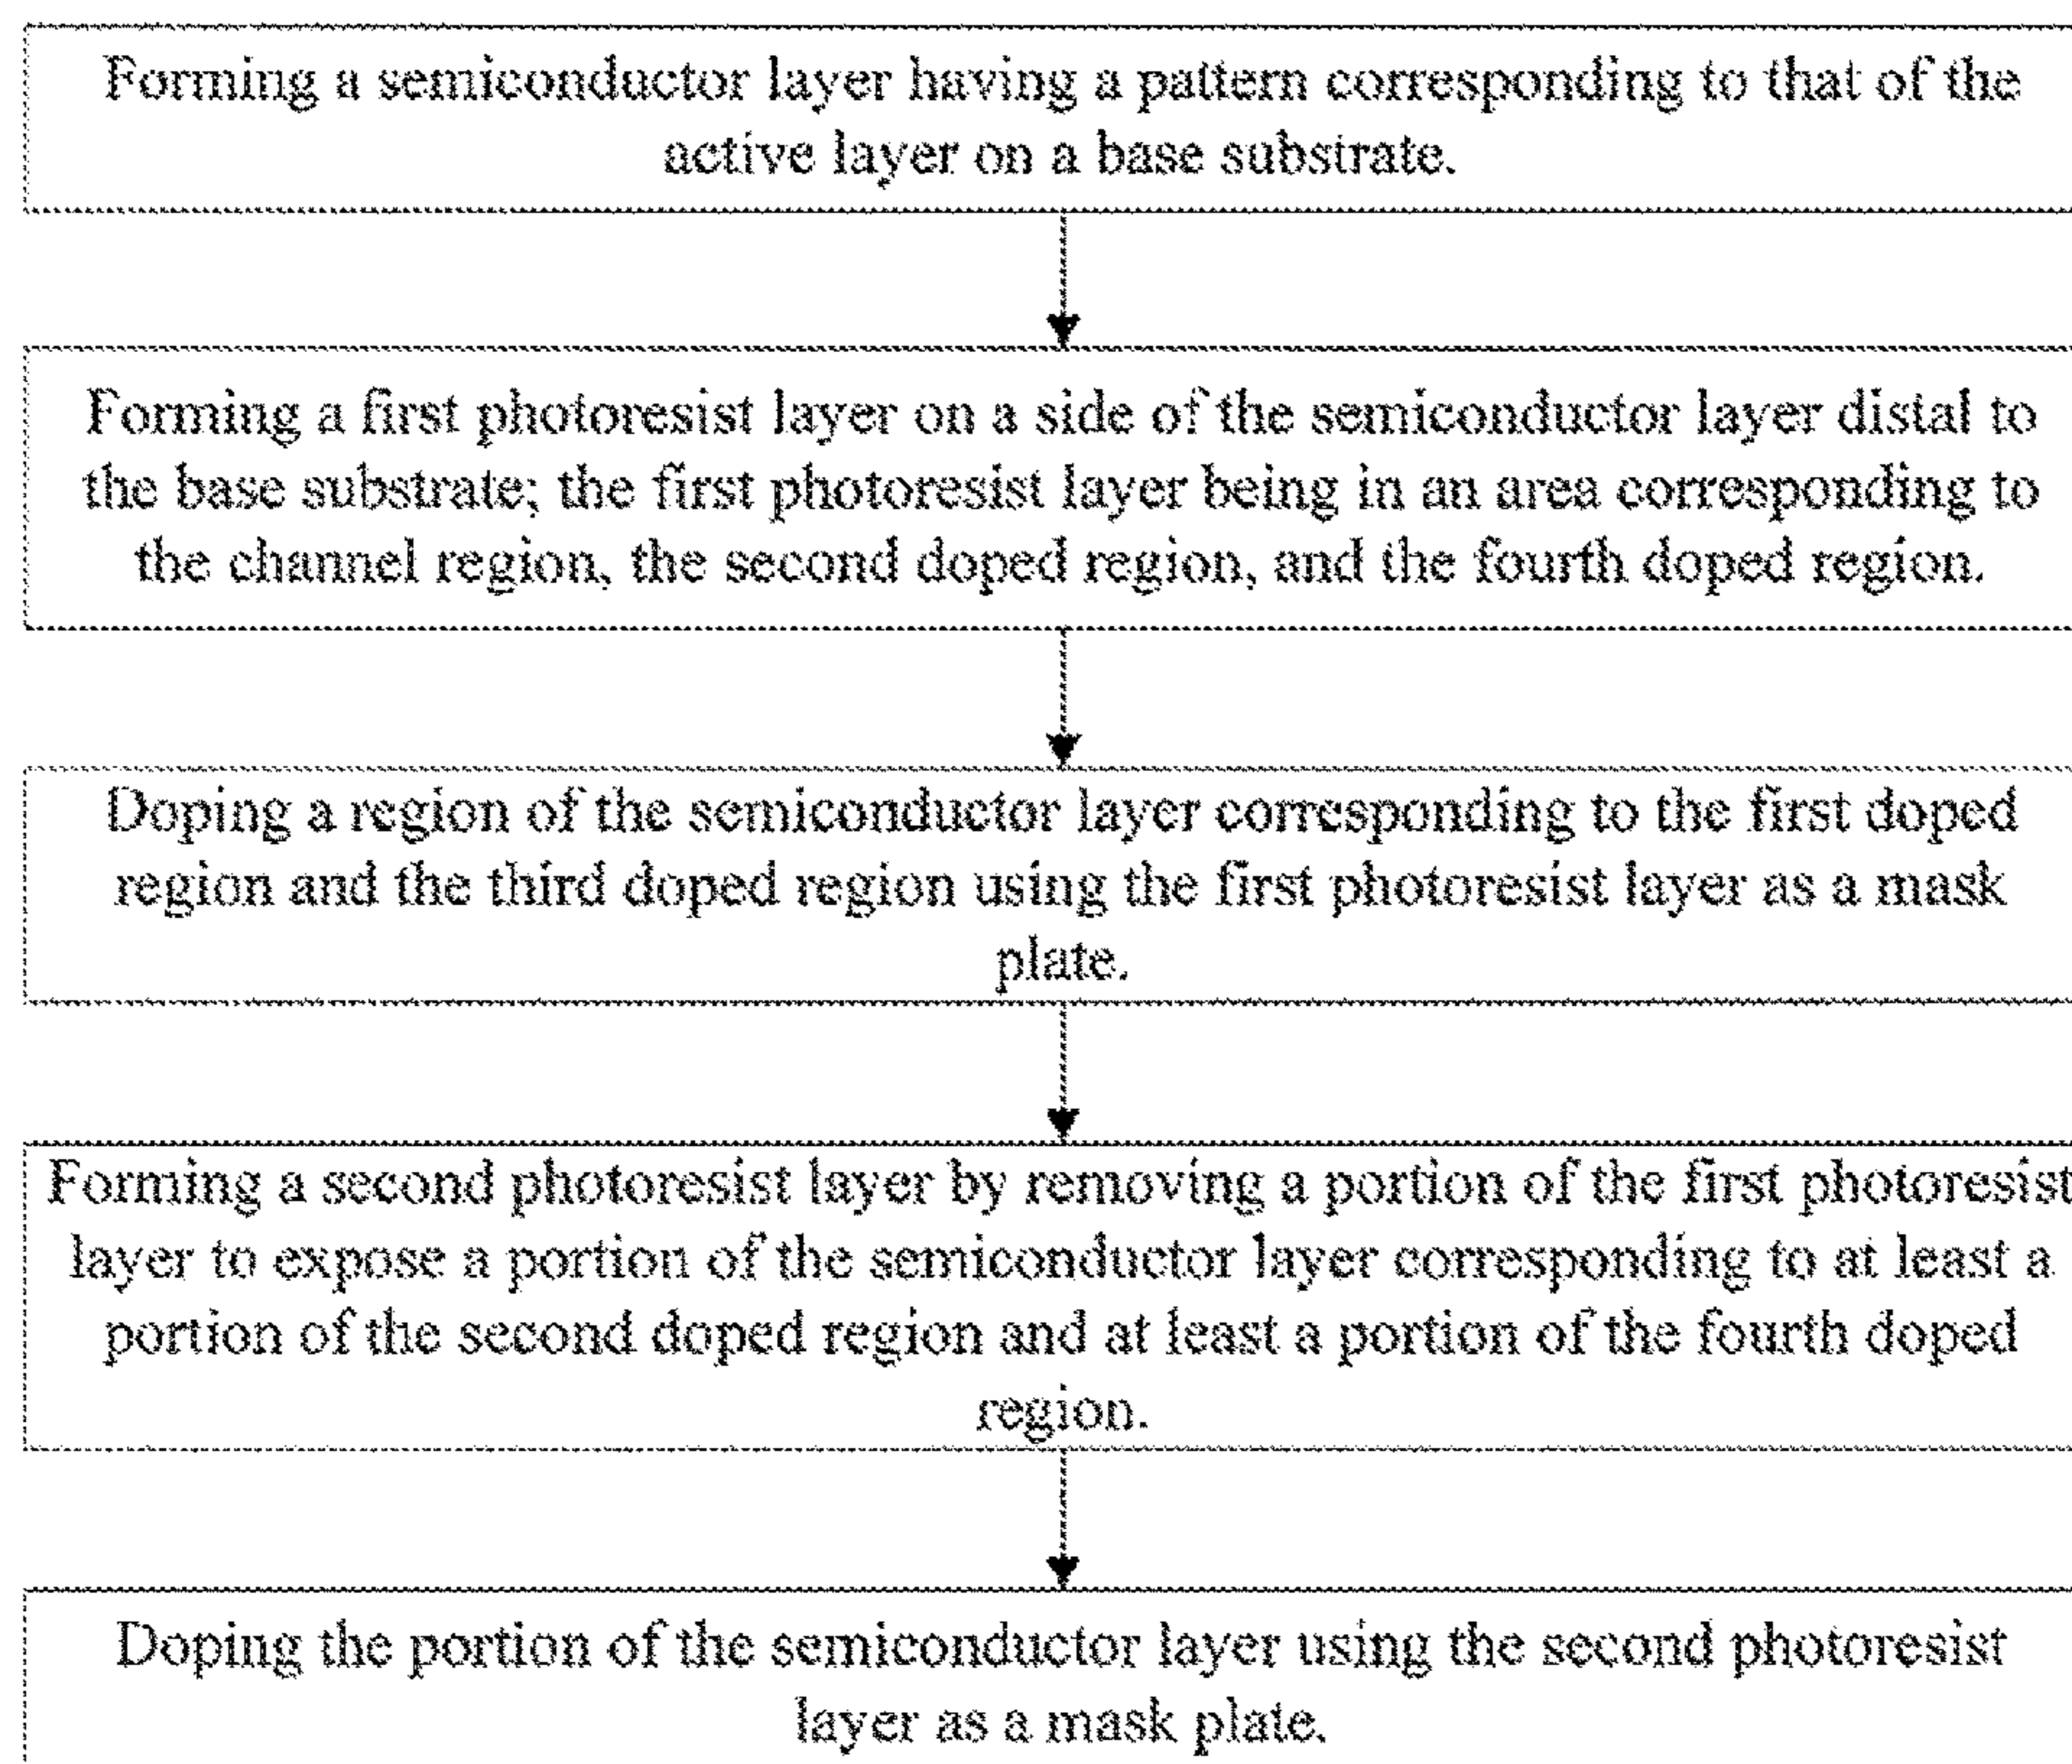 Forming a semiconductor layer having a pattern corresponding to that of the
active layer on a base substrate.
Forming a first photoresist layer on a side of the semiconductor layer distal to
the base substrate; the first photoresist layer being in an area corresponding to
the channel region, the second doped region, and the fourth doped region.
Doping a region of the semiconductor layer corresponding to the first doped
region and the third doped region using the first photoresist layer as a mask
plate.
Forming a second photoresist layer by removing a portion of the first photoresist
layer to expose a portion of the semiconductor layer corresponding to at least a
portion of the second doped region and at least a portion of the fourth doped
region.
Doping the portion of the semiconductor layer using the second photoresist
layer as a mask plate.